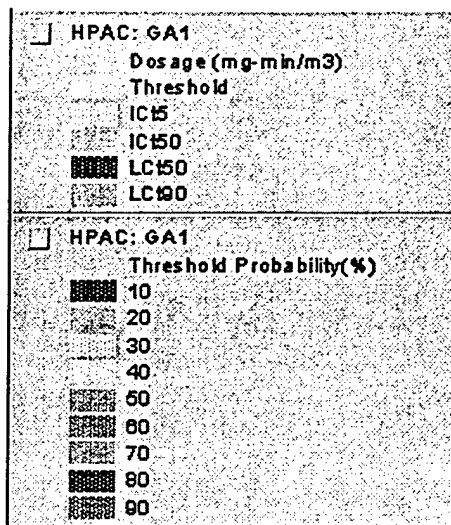 HPAC: GA1
Dosage (mg-min/m3)
Threshold
ICt5
ICt50
LCt50
LCt90
HPAC: GA1
Threshold Probability(%)
10
20
30
40
50
60
70
80
90